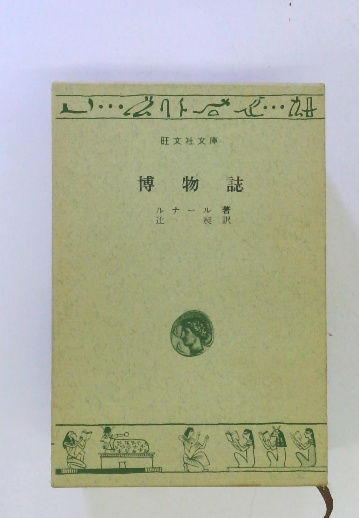 旺文社文庫
博物誌
ルナール 著
辻 昶 訳